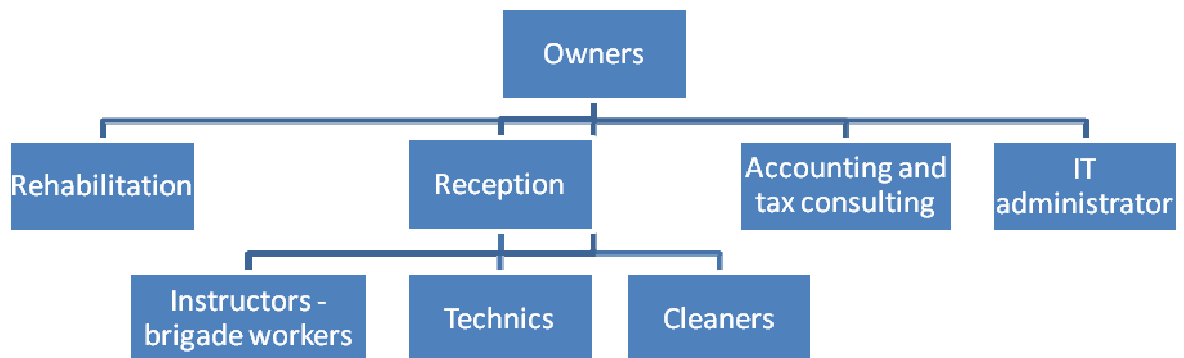 Owners
Rehabilitation
Reception
Accounting and
tax consulting
IT
administrator
Instructors -
brigade workers
Technics
Cleaners